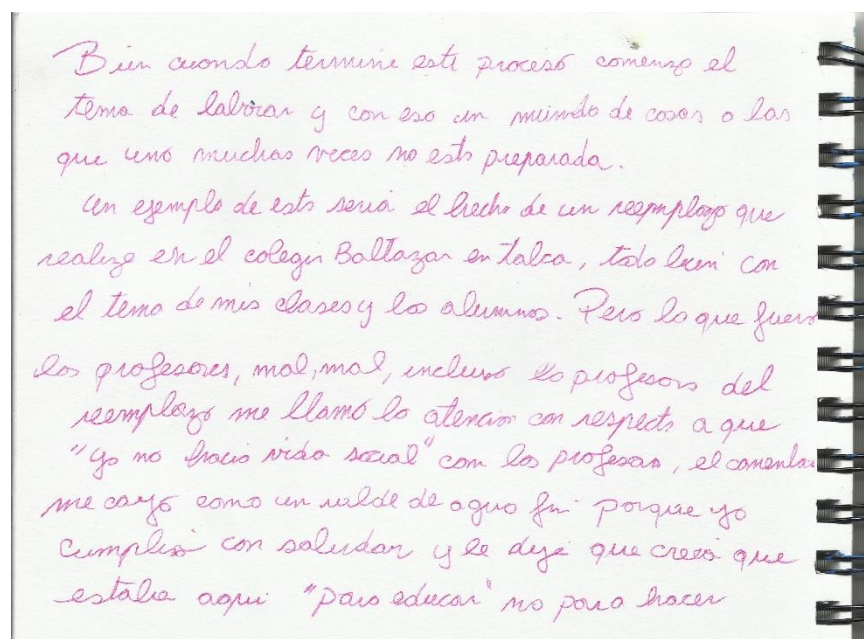 Bien cuando termine este proceso comenzo el
tema de laborar y con eso un mundo de cosas a las
que uno muchas veces no esta preparada.
Un ejemplo de esto seria el hecho de un reemplazo que
realize en el colegio Baltazar en talca, todo bien con
el tema de mis clases y los alumnos. Pero lo que fueron
los profesores, mal, mal, incluso la profesora del
reemplazo me llamó la atención con respecto a que
"yo no hacia vida social" con los profesores, el comentario
me cayó como un valde de agua fria porque yo
cumplia con saludar y le dije que creia que
estaba aqui "para educar" no para hacer